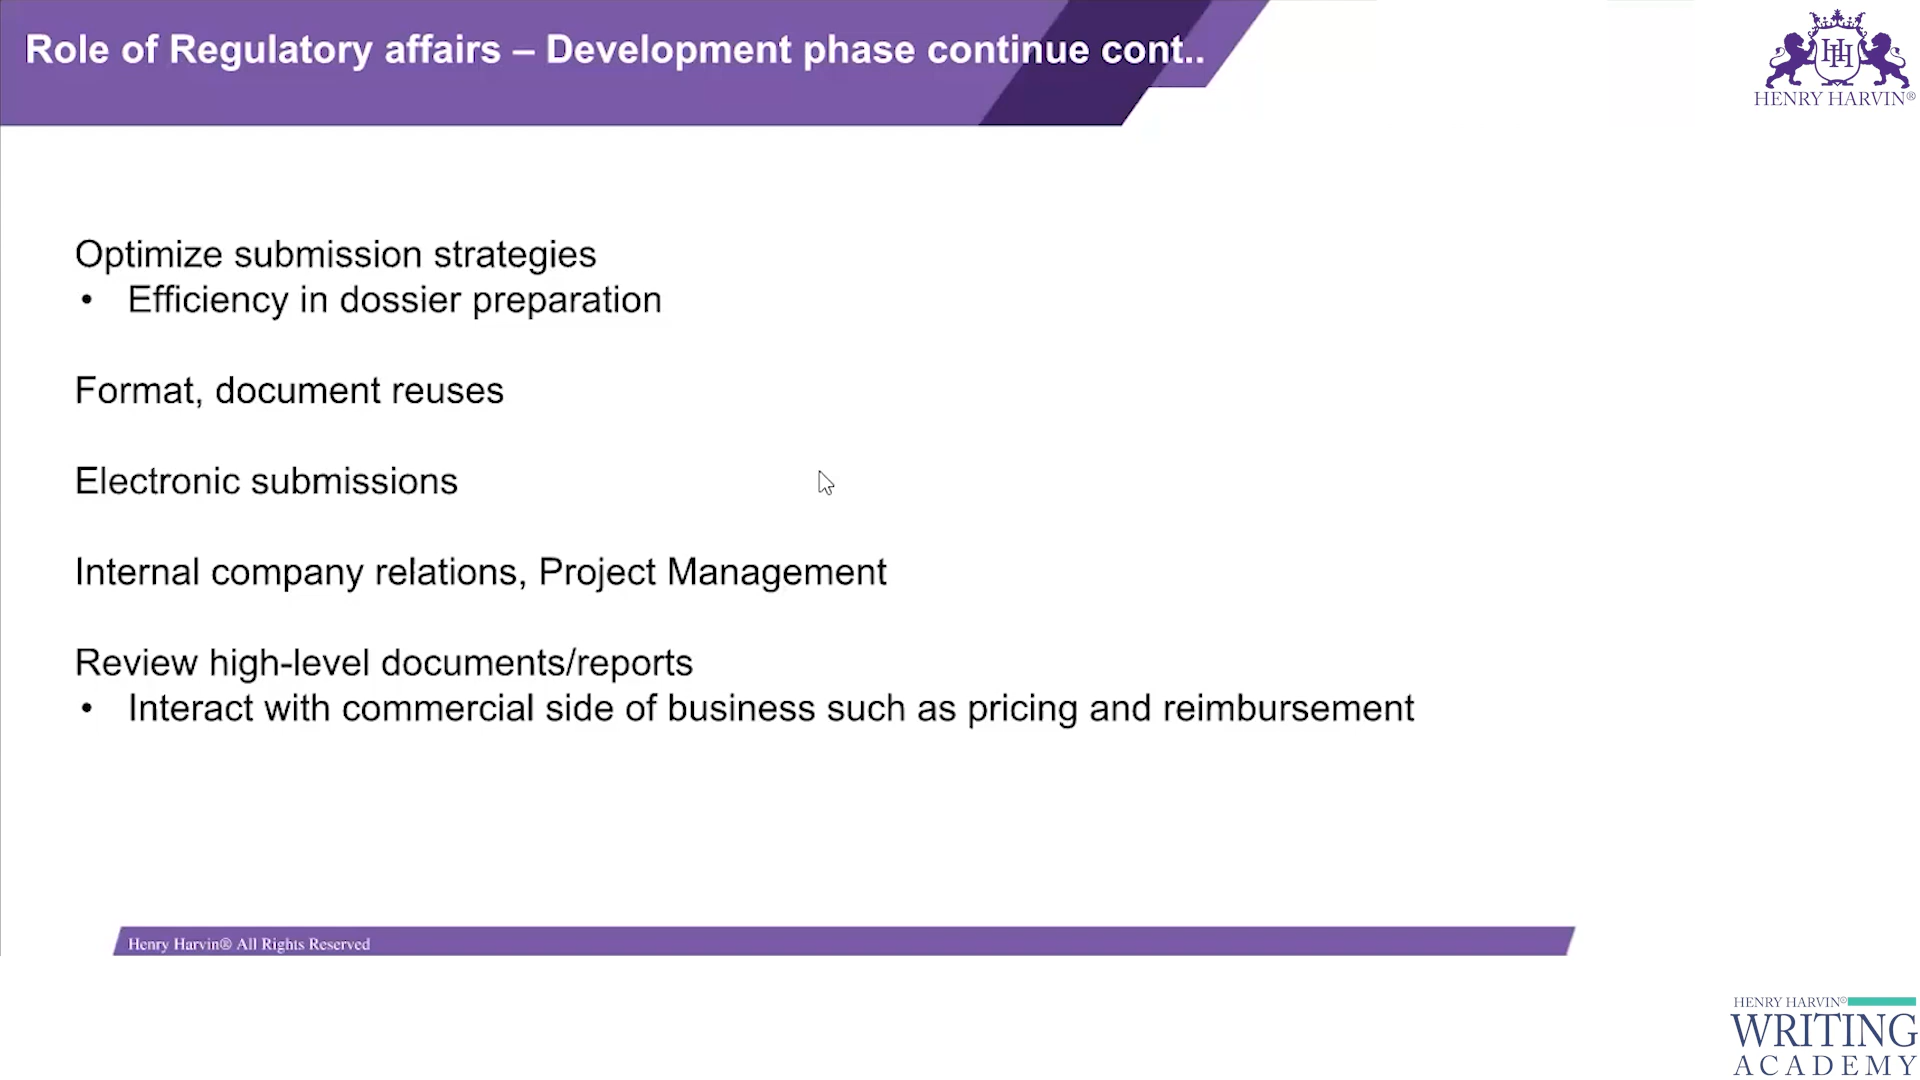 Role of Regulatory affairs – Development phase continue cont..
HH
HENRY HARVIN®
Optimize submission strategies
• Efficiency in dossier preparation
Format, document reuses
Electronic submissions
Internal company relations, Project Management
Review high-level documents/reports
• Interact with commercial side of business such as pricing and reimbursement
Henry Harvin® All Rights Reserved
HENRY HARVIN®
WRITING
ACADEMY